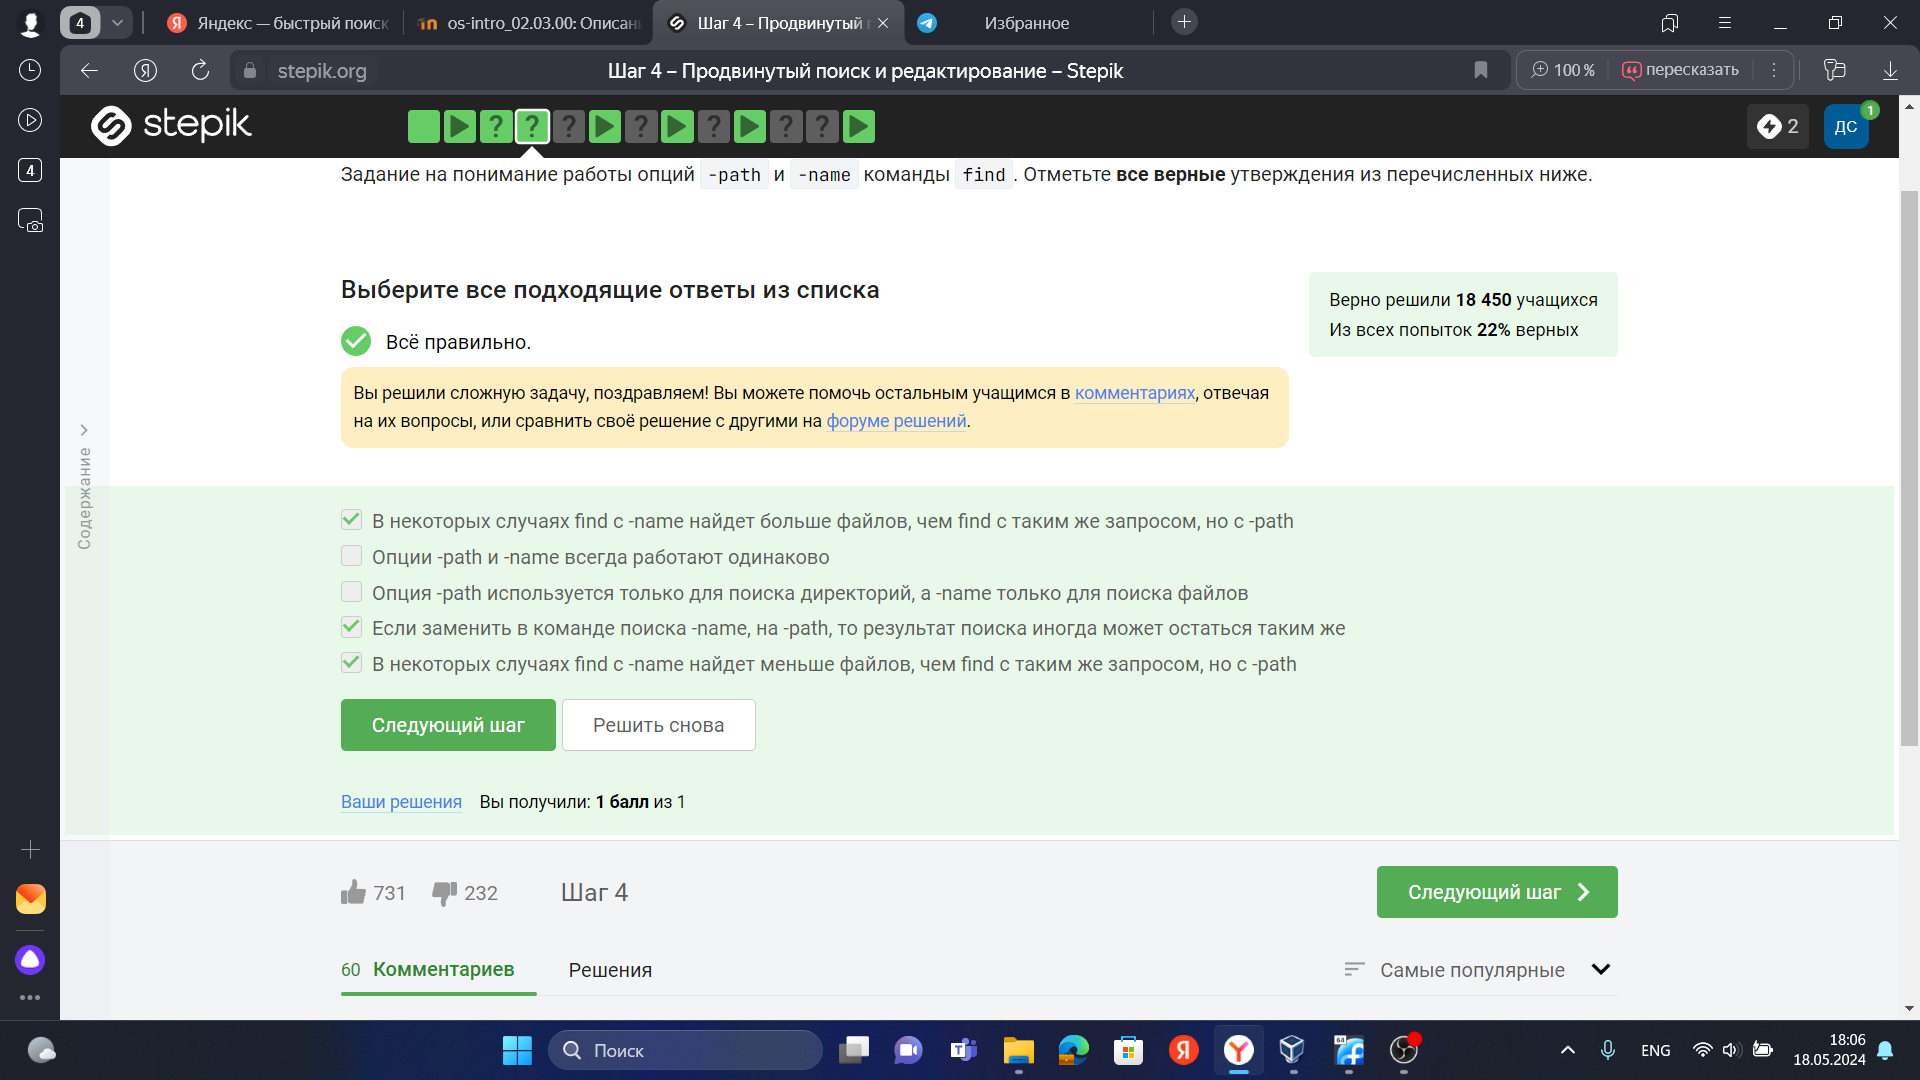 4
Яндекс — быстрый поиск
os-intro_02.03.00: Описан
Шаг 4 – Продвинутый
Избранное
stepik.org
Шаг 4 – Продвинутый поиск и редактирование – Stepik
100 %
пересказать
4
stepik
? ? ? ? ? ? ?
2
ДС
1
Задание на понимание работы опций -path и -name команды find. Отметьте все верные утверждения из перечисленных ниже.
Выберите все подходящие ответы из списка
Всё правильно.
Верно решили 18 450 учащихся
Из всех попыток 22% верных
Вы решили сложную задачу, поздравляем! Вы можете помочь остальным учащимся в комментариях, отвечая
на их вопросы, или сравнить своё решение с другими на форуме решений.
Содержание
В некоторых случаях find с -name найдет больше файлов, чем find с таким же запросом, но с -path
Опции -path и -name всегда работают одинаково
Опция -path используется только для поиска директорий, а -name только для поиска файлов
Если заменить в команде поиска -name, на -path, то результат поиска иногда может остаться таким же
В некоторых случаях find с -name найдет меньше файлов, чем find с таким же запросом, но с -path
Следующий шаг
Решить снова
Ваши решения Вы получили: 1 балл из 1
731
232
Шаг 4
Следующий шаг
60 Комментариев
Решения
Самые популярные
Поиск
64
ENG
18:06
18.05.2024